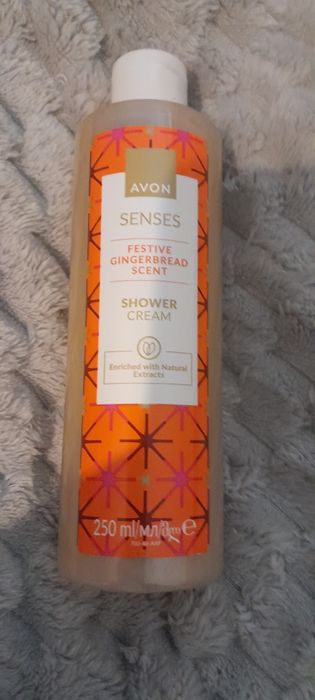 AVON
SENSES
FESTIVE
GINGERBREAD
SCENT
SHOWER
CREAM
Enriched with Natural
Extracts
250 ml/мл/ e